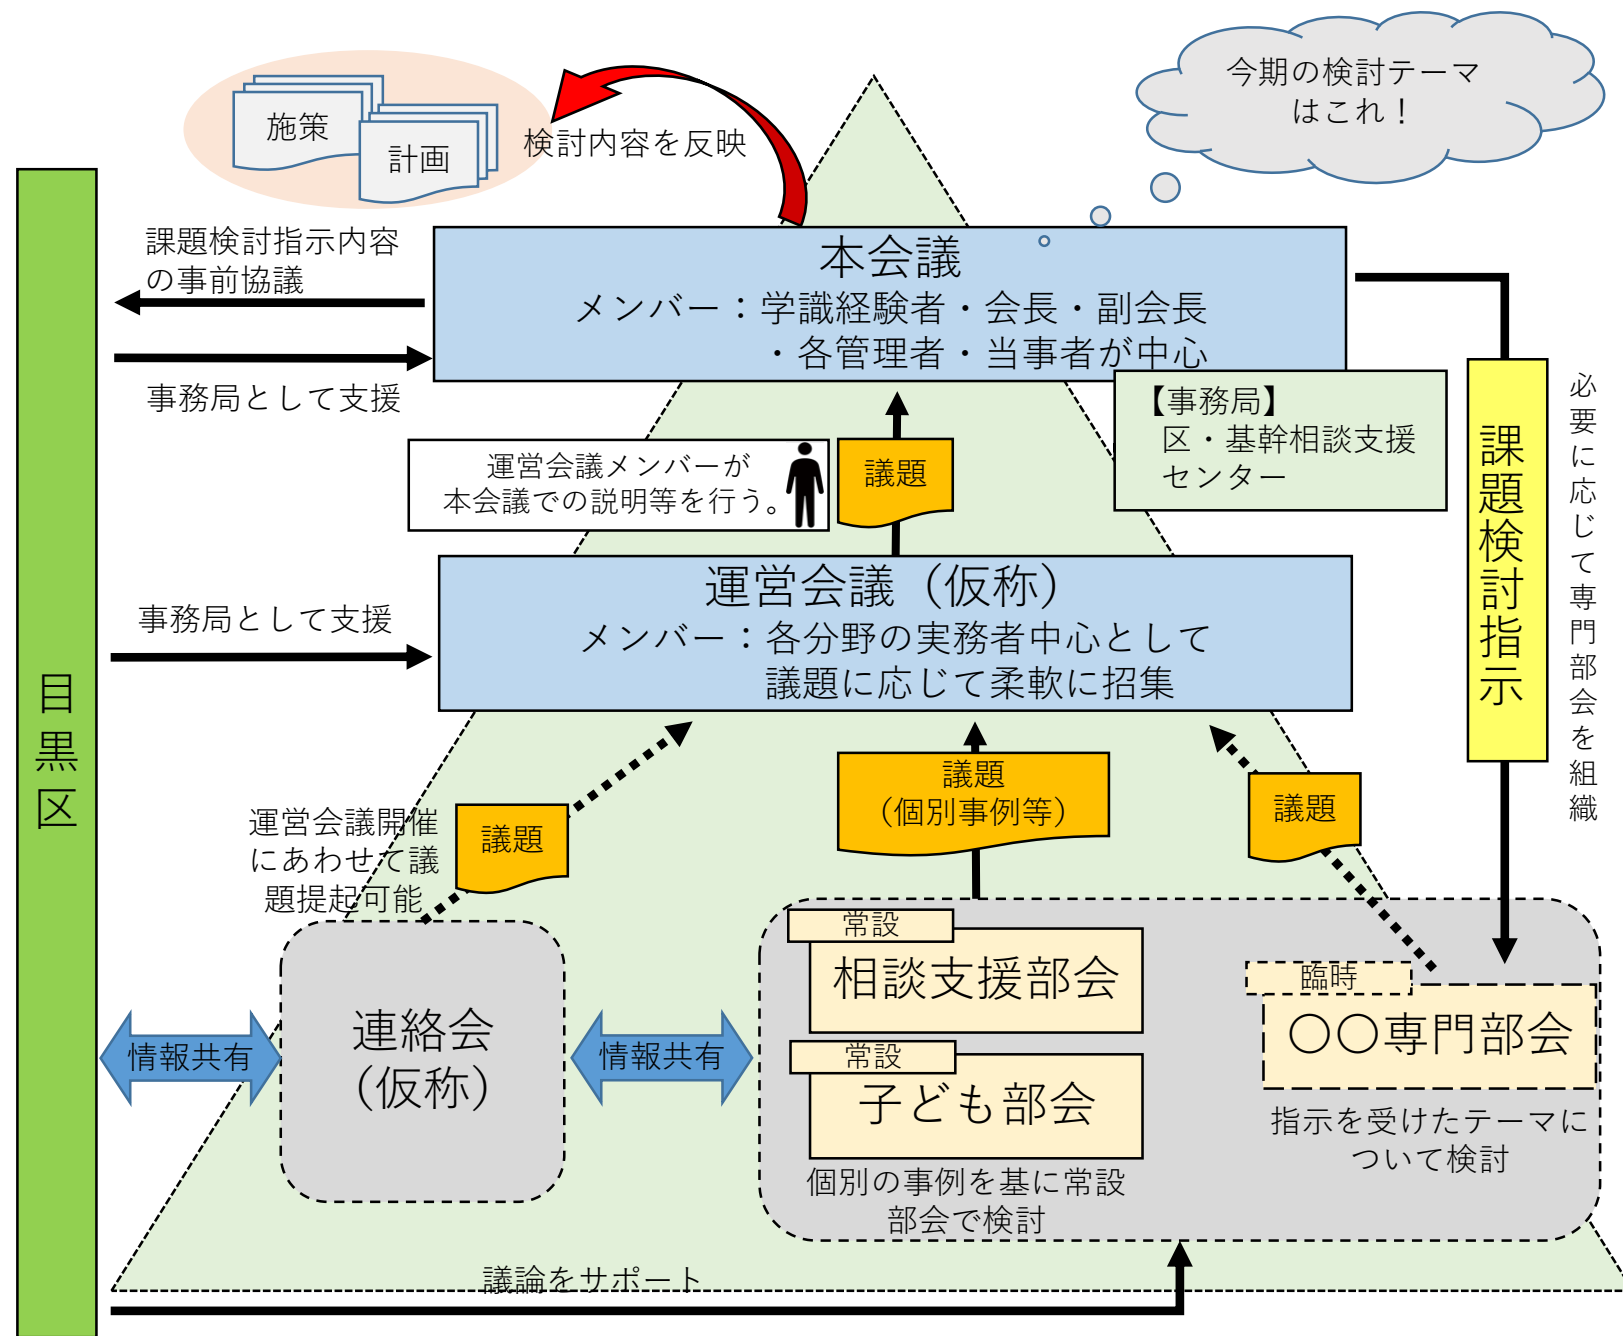 今期の検討テーマ
はこれ！
施策
計画
検討内容を反映
課題検討指示内容
の事前協議
事務局として支援
本会議
メンバー：学識経験者・会長・副会長
・各管理者・当事者が中心
【事務局】
区・基幹相談支援
センター
運営会議メンバーが
本会議での説明等を行う。
議題
課題検討指示
必要に応じて専門部会を組織
事務局として支援
運営会議（仮称）
メンバー：各分野の実務者中心として
議題に応じて柔軟に招集
目黒区
運営会議開催
にあわせて議
題提起可能
議題
議題
（個別事例等）
議題
情報共有
連絡会
（仮称）
情報共有
常設
相談支援部会
常設
子ども部会
個別の事例を基に常設
部会で検討
臨時
〇〇専門部会
指示を受けたテーマに
ついて検討
議論をサポート